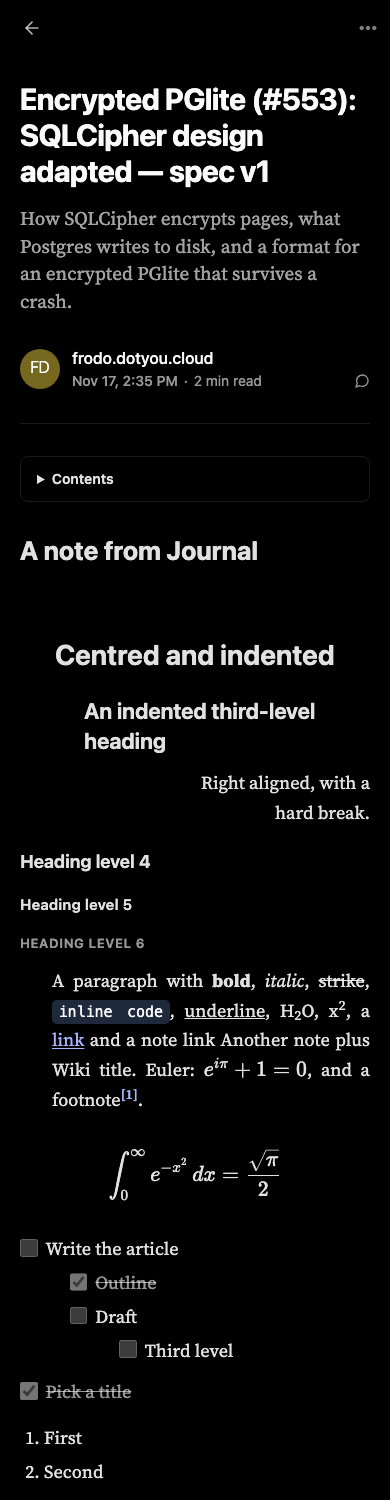 Encrypted PGlite (#553):
SQLCipher design
adapted — spec v1
How SQLCipher encrypts pages, what
Postgres writes to disk, and a format for
an encrypted PGlite that survives a
crash.
FD
frodo.dotyou.cloud
Nov 17, 2:35 PM · 2 min read
Contents
A note from Journal
Centred and indented
An indented third-level
heading
Right aligned, with a
hard break.
Heading level 4
Heading level 5
HEADING LEVEL 6
A paragraph with bold, italic, strike,
inline code, underline, H₂O, x², a
link and a note link Another note plus
Wiki title. Euler: e^{iπ} + 1 = 0, and a
footnote[1].
∫₀^∞ e^{−x²} dx = √π / 2
Write the article
Outline
Draft
Third level
Pick a title
1. First
2. Second